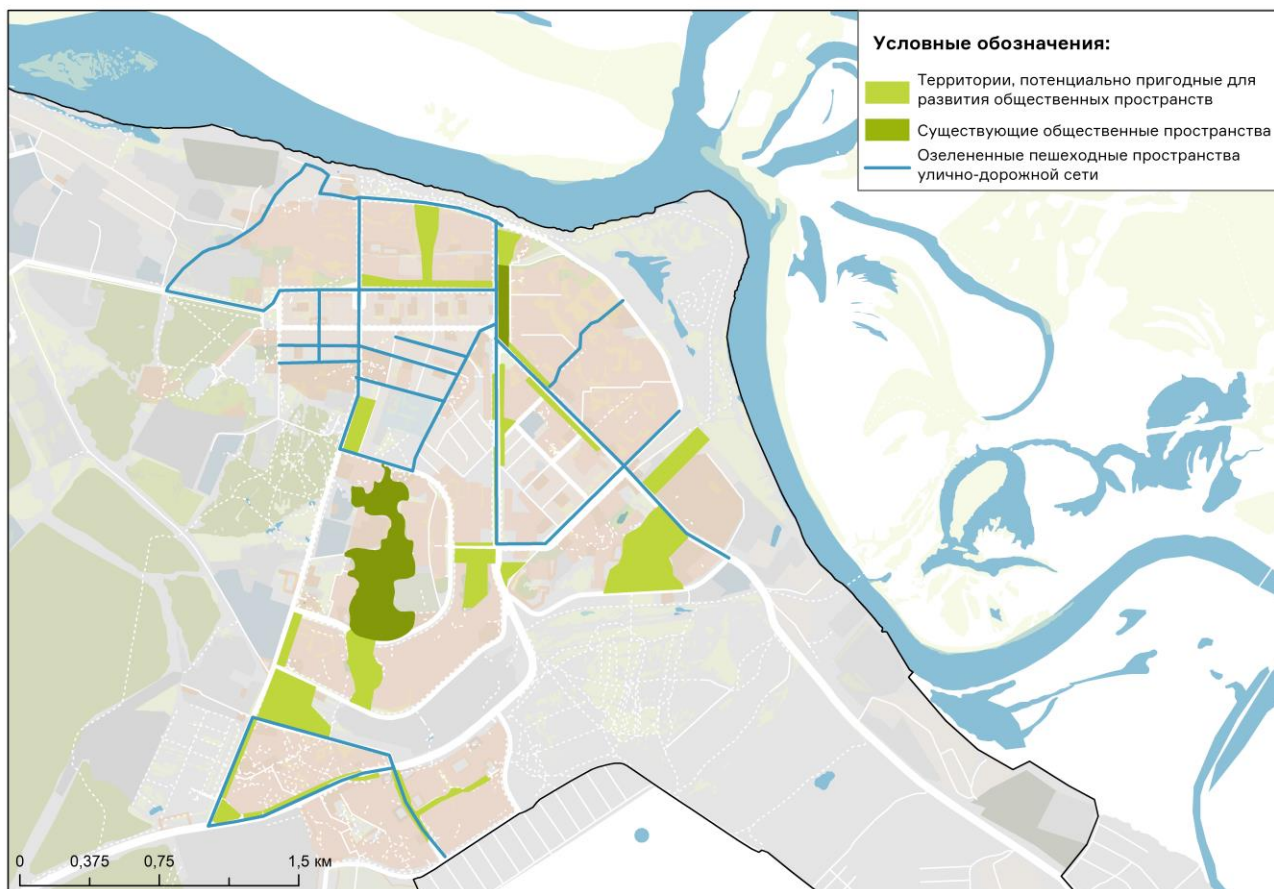 Условные обозначения:
Территории, потенциально пригодные для
развития общественных пространств
Существующие общественные пространства
Озелененные пешеходные пространства
улично-дорожной сети
0 0,375 0,75 1,5 км